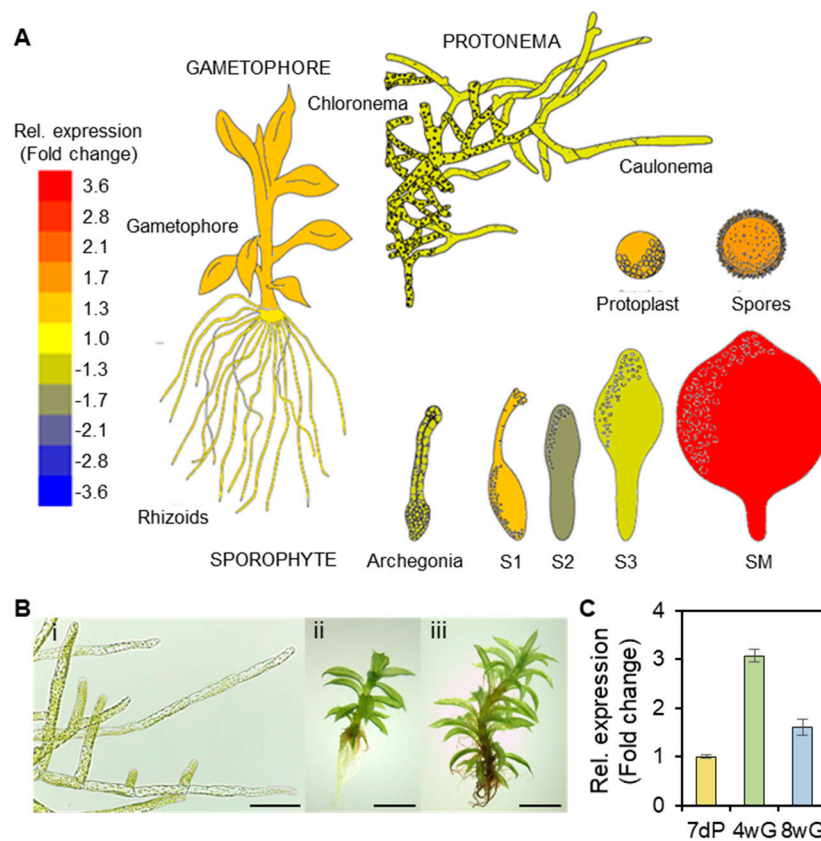 A
PROTONEMA
GAMETOPHORE
Chloronema
Rel. expression
(Fold change)
3.6
2.8
2.1
1.7
1.3
1.0
-1.3
-1.7
-2.1
-2.8
-3.6
Caulonema
Gametophore
Protoplast
Spores
Rhizoids
SPOROPHYTE
Archegonia
S1
S2
S3
SM
B
i
ii
iii
C
Rel. expression
(Fold change)
4
3
2
1
0
7dP
4wG
8wG